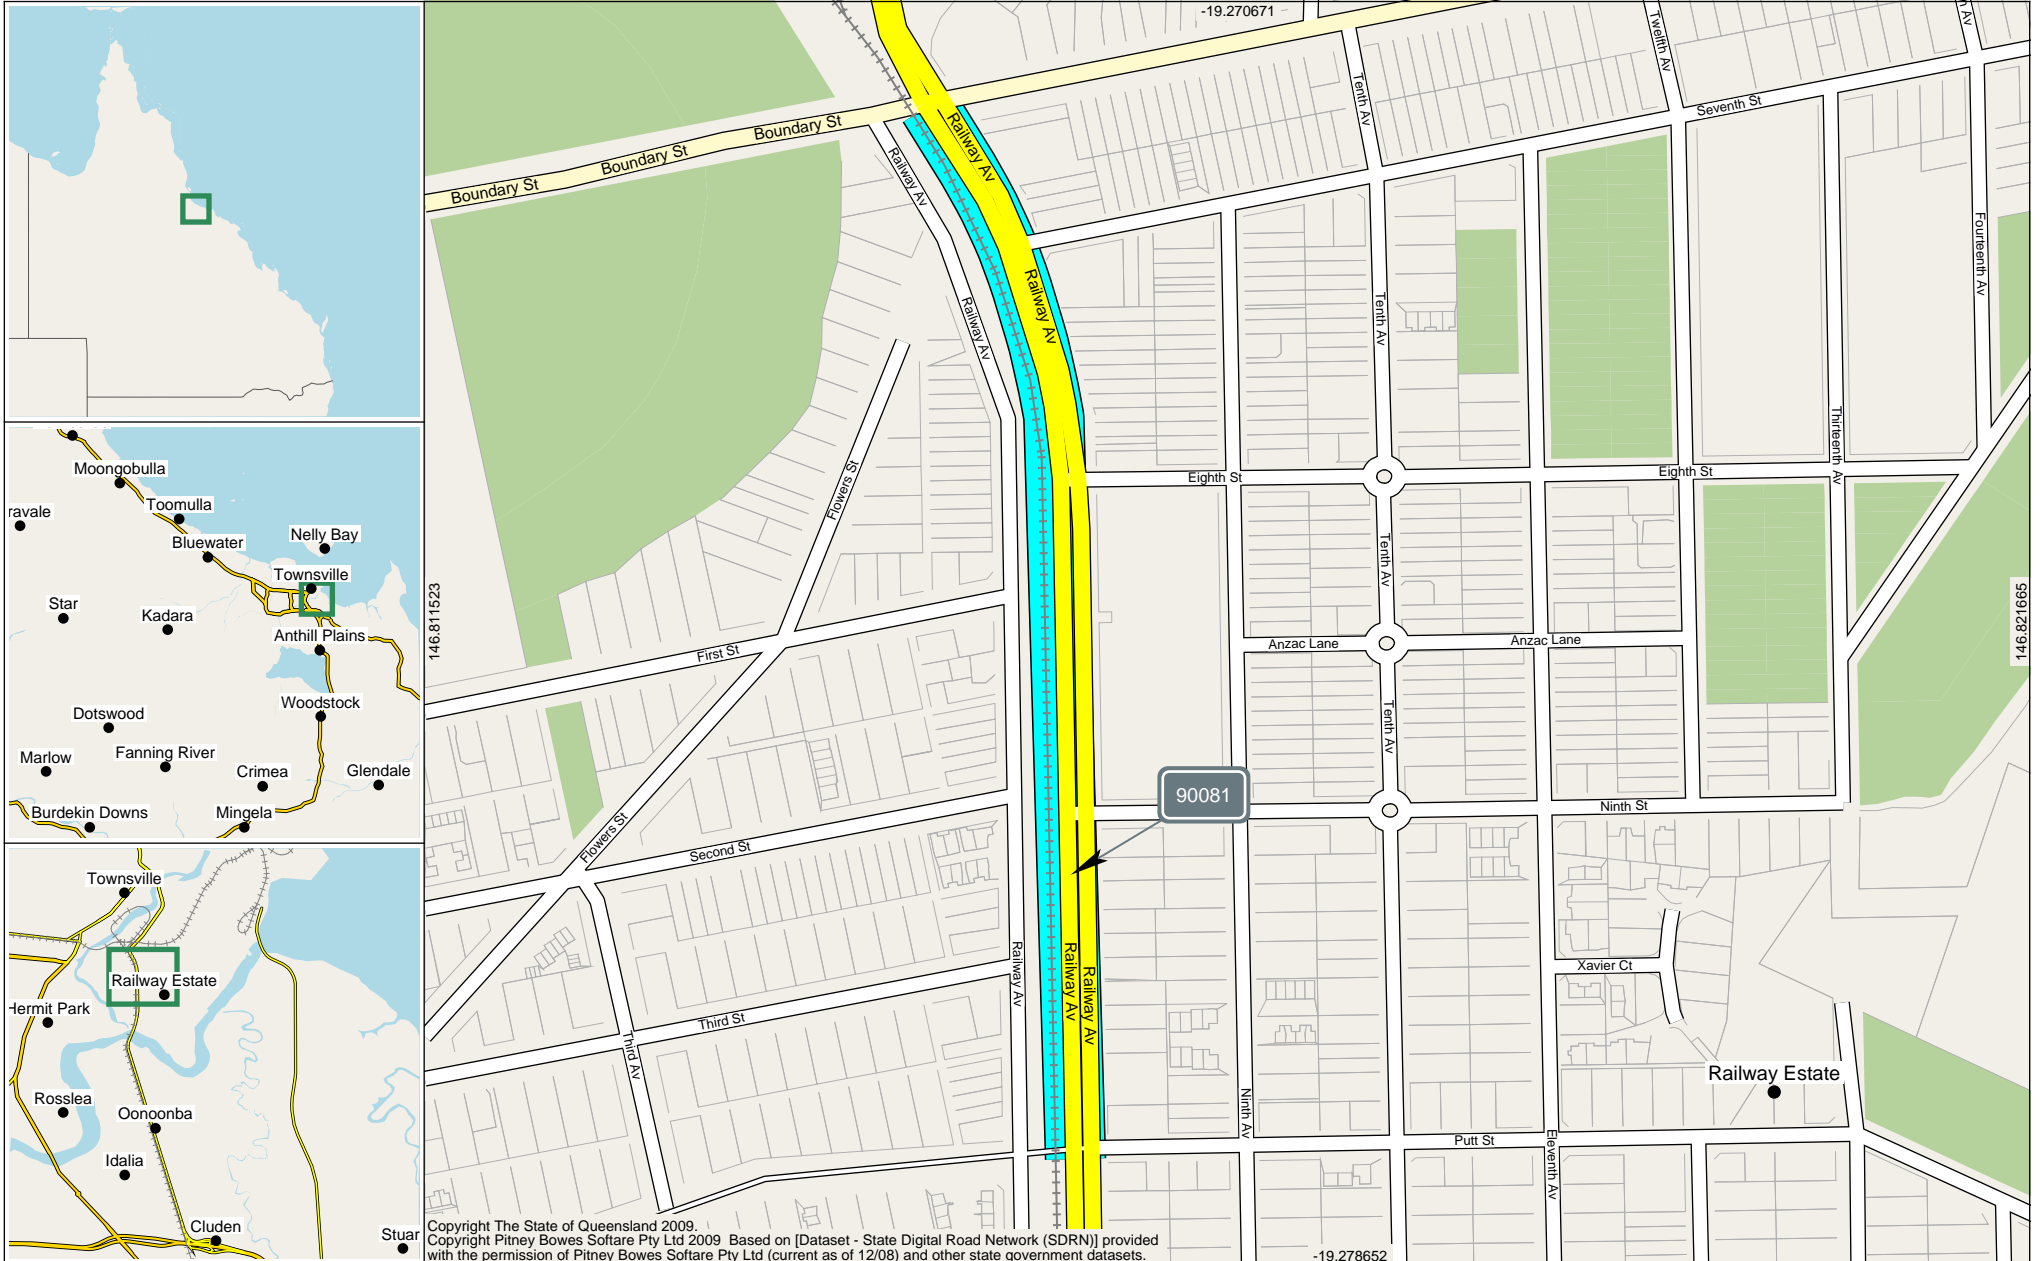 Moongobulla
Toomulla
ravale
Bluewater
Nelly Bay
Townsville
Star
Kadara
Anthill Plains
Woodstock
Dotswood
Fanning River
Marlow
Crimea
Glendale
Burdekin Downs
Mingela
Townsville
Railway Estate
Hermit Park
Rosslea
Oonoonba
Idalia
Cluden
Stuar
-19.270671
Twelfth Av
n Av
Tenth Av
Seventh St
Boundary St
Boundary St
Boundary St
Railway Av
Railway Av
Railway Av
Railway Av
Tenth Av
Fourteenth Av
Thirteenth Av
Flowers St
Eighth St
Eighth St
Tenth Av
146.811523
146.821665
First St
Anzac Lane
Anzac Lane
Tenth Av
90081
Ninth St
Flowers St
Second St
Railway Av
Railway Av
Railway Av
Xavier Ct
Third St
Third Av
Railway Estate
Ninth Av
Putt St
Eleventh Av
Copyright The State of Queensland 2009.
Copyright Pitney Bowes Softare Pty Ltd 2009 Based on [Dataset - State Digital Road Network (SDRN)] provided
with the permission of Pitney Bowes Softare Pty Ltd (current as of 12/08) and other state government datasets.
-19.278652